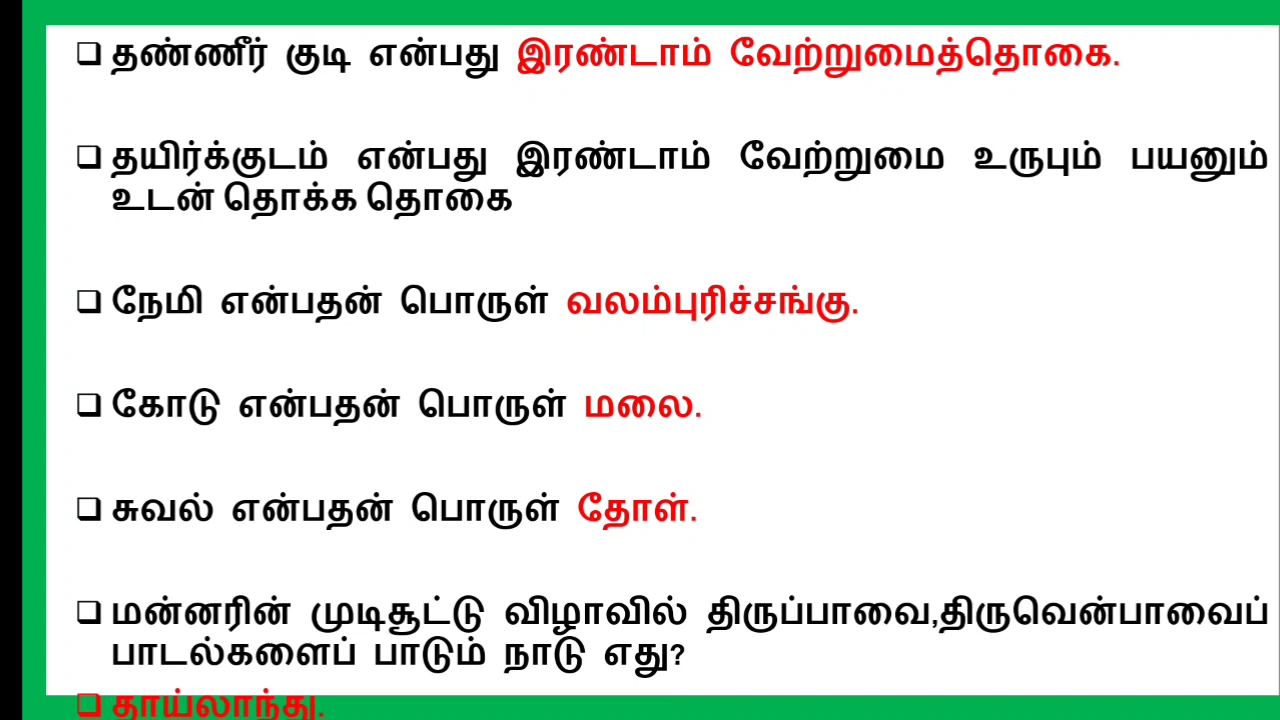 ❑ தண்ணீர் குடி என்பது இரண்டாம் வேற்றுமைத்தொகை.
❑ தயிர்க்குடம் என்பது இரண்டாம் வேற்றுமை உருபும் பயனும்
உடன் தொக்க தொகை
❑ நேமி என்பதன் பொருள் வலம்புரிச்சங்கு.
❑ கோடு என்பதன் பொருள் மலை.
❑ சுவல் என்பதன் பொருள் தோள்.
❑ மன்னரின் முடிசூட்டு விழாவில் திருப்பாவை,திருவென்பாவைப்
பாடல்களைப் பாடும் நாடு எது?
❑ தாய்லாந்து.